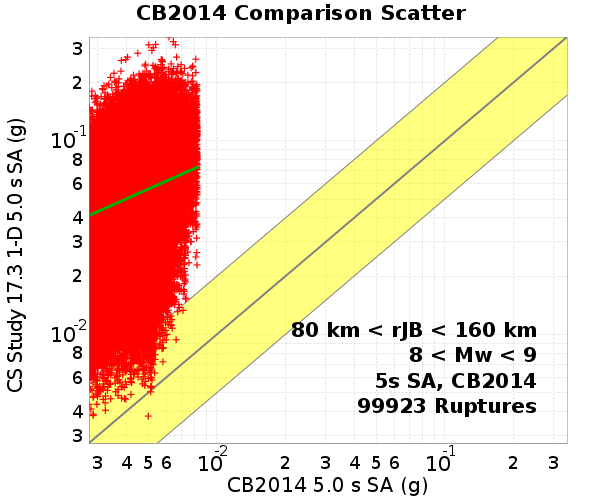 CB2014 Comparison Scatter
CS Study 17.3 1-D 5.0 s SA (g)
3
2
10^-1
8
6
4
3
2
10^-2
8
6
4
3
80 km < rJB < 160 km
8 < Mw < 9
5s SA, CB2014
99923 Ruptures
3 4 5 6 10^-2 2 3 4 5 6 10^-1 2 3
CB2014 5.0 s SA (g)